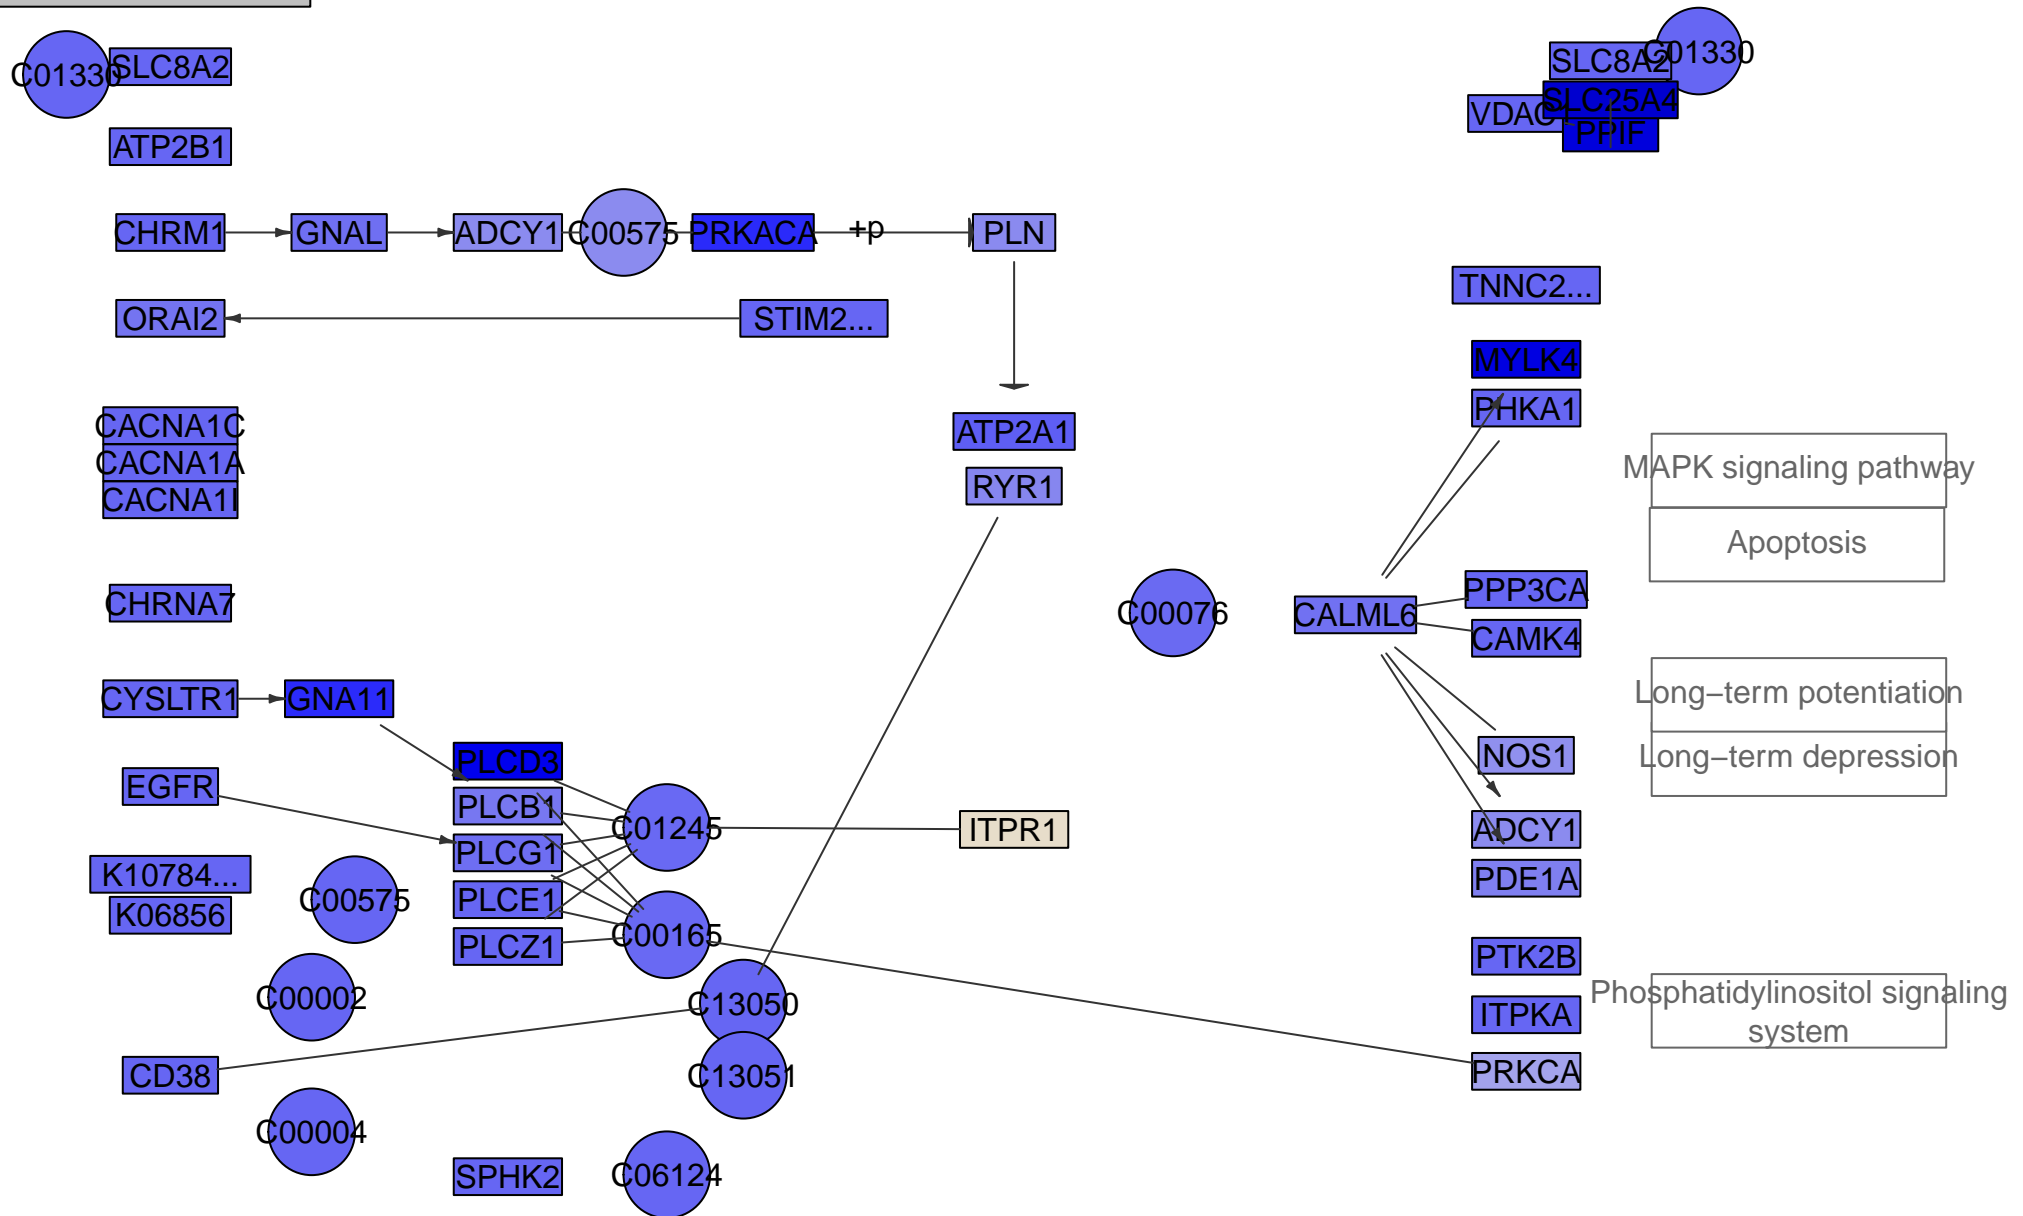 C01330
SLC8A2
SLC8A2
C01330
VDAC1
SLC25A4
PPIF
ATP2B1
CHRM1
GNAL
ADCY1
C00575
PRKACA
+p
PLN
TNNC2...
ORAI2
STIM2...
MYLK4
PHKA1
CACNA1C
CACNA1A
CACNA1I
ATP2A1
RYR1
MAPK signaling pathway
Apoptosis
CHRNA7
C00076
CALML6
PPP3CA
CAMK4
CYSLTR1
GNA11
Long−term potentiation
Long−term depression
NOS1
PLCD3
EGFR
PLCB1
C01245
ITPR1
ADCY1
PLCG1
K10784...
PDE1A
K06856
C00575
PLCE1
PLCZ1
C00165
PTK2B
C00002
C13050
ITPKA
Phosphatidylinositol signaling
system
CD38
C13051
PRKCA
C00004
SPHK2
C06124